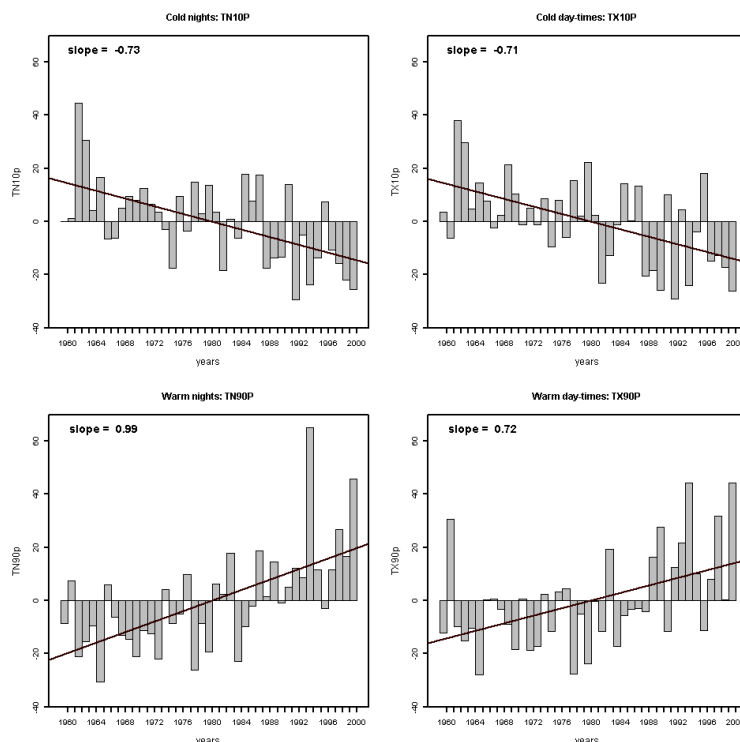 Cold nights: TN10P
slope = -0.73
TN10p
60
40
20
0
-20
-40
1960 1964 1968 1972 1976 1980 1984 1988 1992 1996 2000
years
Cold day-times: TX10P
slope = -0.71
TX10p
60
40
20
0
-20
-40
1960 1964 1968 1972 1976 1980 1984 1988 1992 1996 2000
years
Warm nights: TN90P
slope = 0.99
TN90p
60
40
20
0
-20
-40
1960 1964 1968 1972 1976 1980 1984 1988 1992 1996 2000
years
Warm day-times: TX90P
slope = 0.72
TX90p
60
40
20
0
-20
-40
1960 1964 1968 1972 1976 1980 1984 1988 1992 1996 200
years